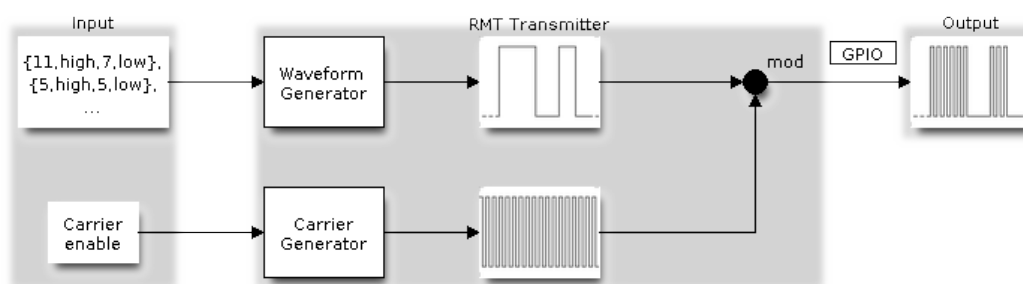 Input
RMT Transmitter
Output
{11,high,7,low},
{5,high,5,low},
...
Waveform
Generator
mod
GPIO
Carrier
enable
Carrier
Generator